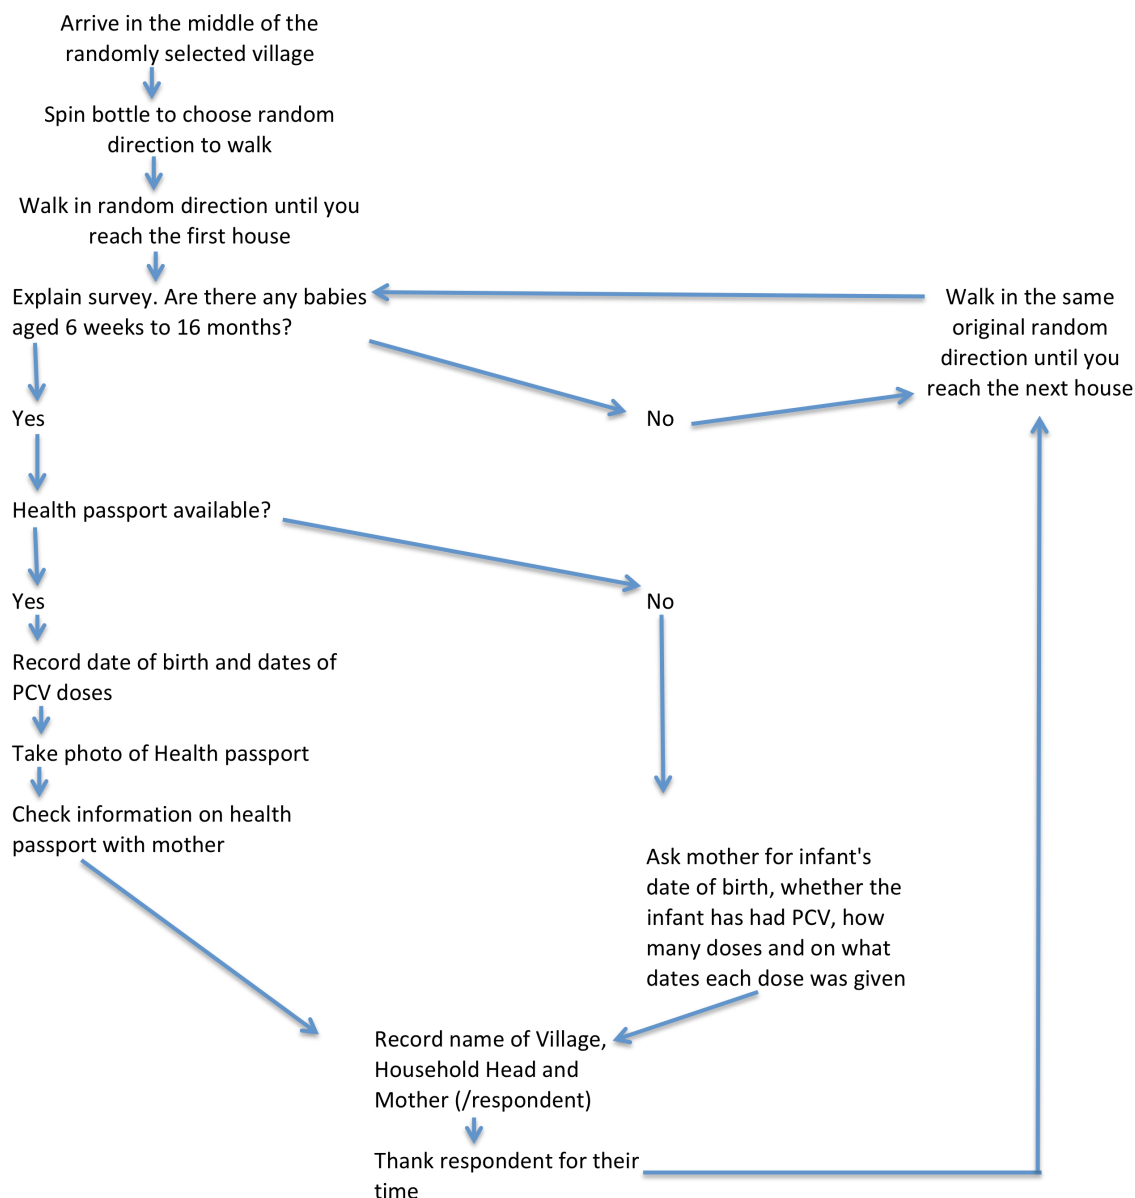 Arrive in the middle of the
randomly selected village
Spin bottle to choose random
direction to walk
Walk in random direction until you
reach the first house
Explain survey. Are there any babies
aged 6 weeks to 16 months?
Walk in the same
original random
direction until you
reach the next house
Yes
No
Health passport available?
Yes
No
Record date of birth and dates of
PCV doses
Take photo of Health passport
Check information on health
passport with mother
Ask mother for infant's
date of birth, whether the
infant has had PCV, how
many doses and on what
dates each dose was given
Record name of Village,
Household Head and
Mother (/respondent)
Thank respondent for their
time